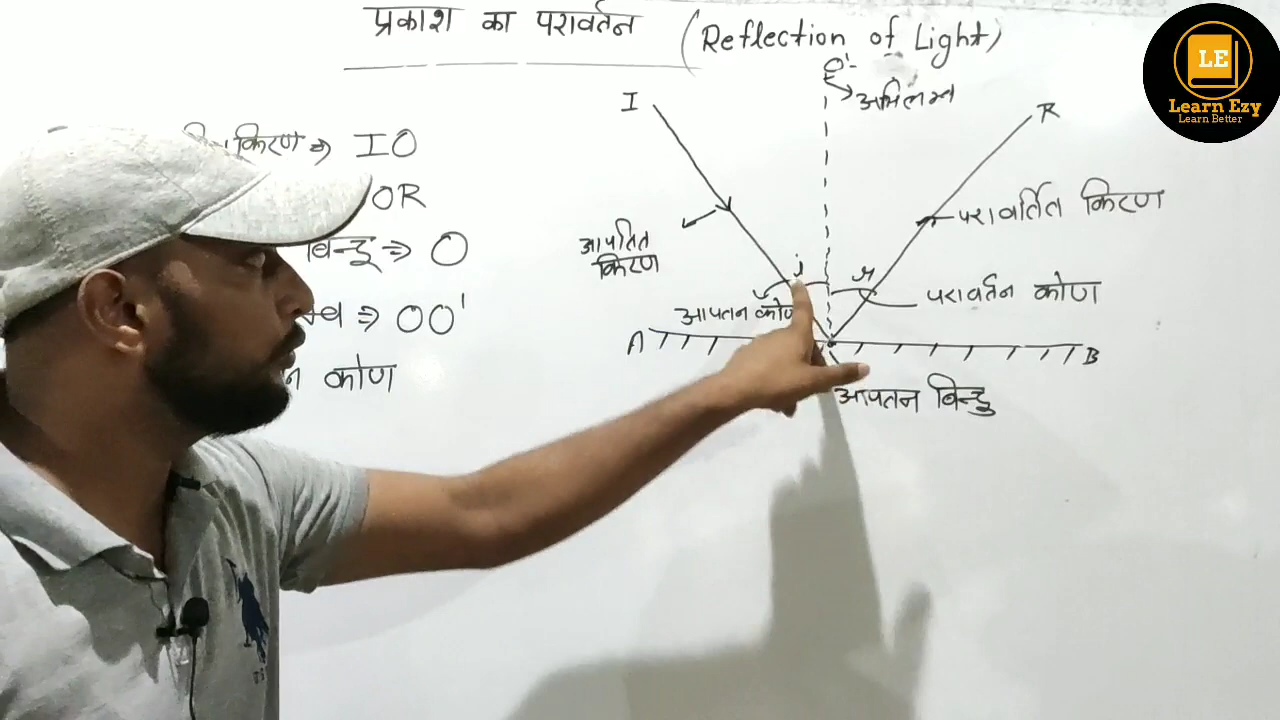 प्रकाश का परावर्तन (Reflection of Light)
LE
Learn Ezy
Learn Better
O'
अभिलम्ब
I
R
किरण ⇒ IO
OR
बिन्दू ⇒ O
⇒ OO'
कोण
आपतित
किरण
परावर्तित किरण
i
r
आपतन कोण
परावर्तन कोण
A
B
आपतन बिन्दु